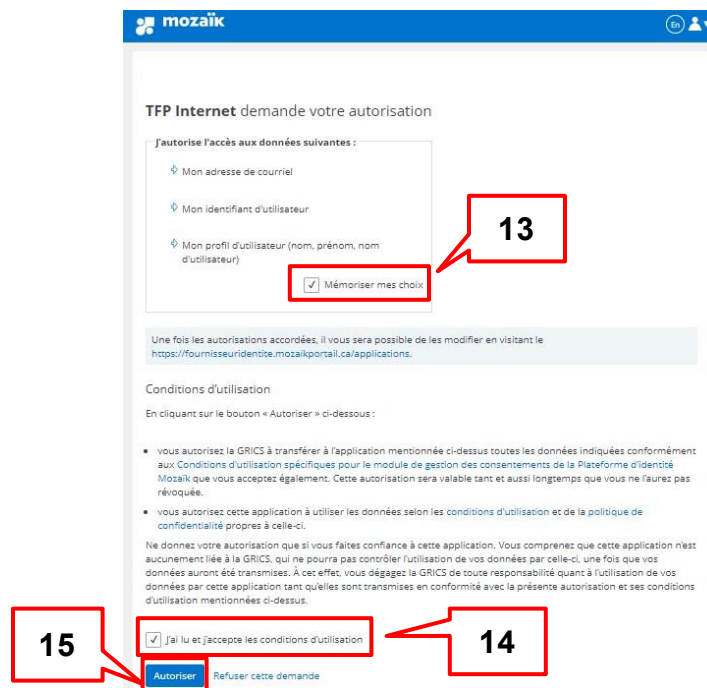 mozaïk
En
TFP Internet demande votre autorisation
J'autorise l'accès aux données suivantes :
Mon adresse de courriel
Mon identifiant d'utilisateur
Mon profil d'utilisateur (nom, prénom, nom
d'utilisateur)
13
Mémoriser mes choix
Une fois les autorisations accordées, il vous sera possible de les modifier en visitant le
https://fournisseuridentite.mozaikportail.ca/applications.
Conditions d'utilisation
En cliquant sur le bouton « Autoriser » ci-dessous :
vous autorisez la GRICS à transférer à l'application mentionnée ci-dessus toutes les données indiquées conformément
aux Conditions d'utilisation spécifiques pour le module de gestion des consentements de la Plateforme d'identité
Mozaïk que vous acceptez également. Cette autorisation sera valable tant et aussi longtemps que vous ne l'aurez pas
révoquée.
vous autorisez cette application à utiliser les données selon les conditions d'utilisation et de la politique de
confidentialité propres à celle-ci.
Ne donnez votre autorisation que si vous faites confiance à cette application. Vous comprenez que cette application n'est
aucunement liée à la GRICS, qui ne pourra pas contrôler l'utilisation de vos données par celle-ci, une fois que vos
données auront été transmises. À cet effet, vous dégagez la GRICS de toute responsabilité quant à l'utilisation de vos
données par cette application tant qu'elles sont transmises en conformité avec la présente autorisation et ses conditions
d'utilisation mentionnées ci-dessus.
15
J'ai lu et j'accepte les conditions d'utilisation
14
Autoriser Refuser cette demande